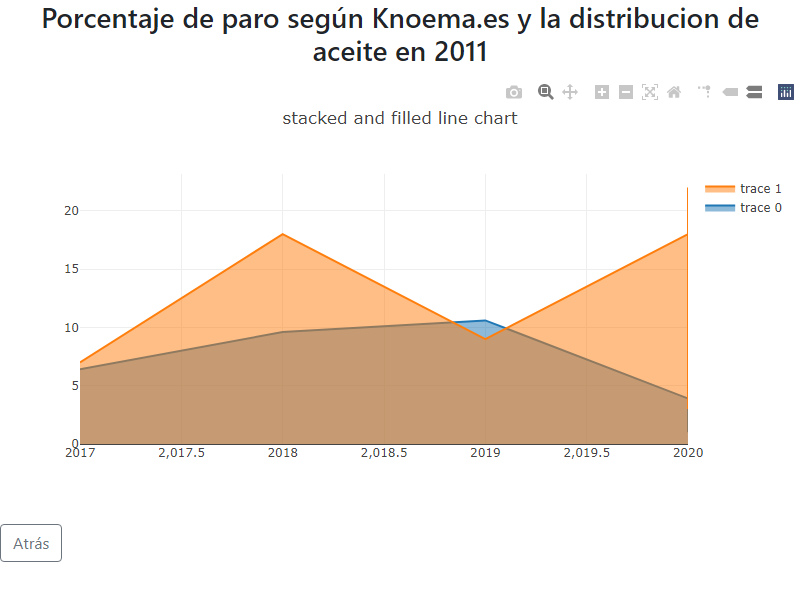 Porcentaje de paro según Knoema.es y la distribucion de
aceite en 2011
stacked and filled line chart
trace 1
trace 0
20
15
10
5
0
2017 2,017.5 2018 2,018.5 2019 2,019.5 2020
Atrás